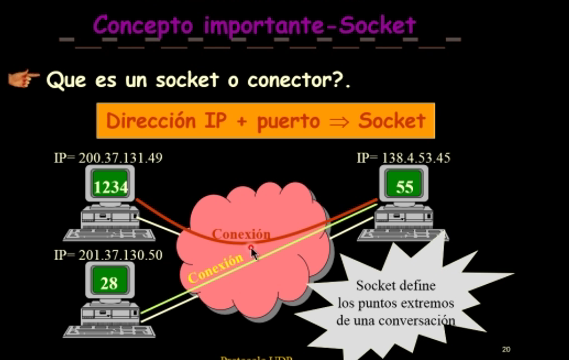 Concepto importante-Socket
Que es un socket o conector?.
Dirección IP + puerto ⇒ Socket
IP= 200.37.131.49
IP= 138.4.53.45
1234
55
Conexión
IP= 201.37.130.50
Conexión
28
Socket define
los puntos extremos
de una conversación
20
Protocolo UDP